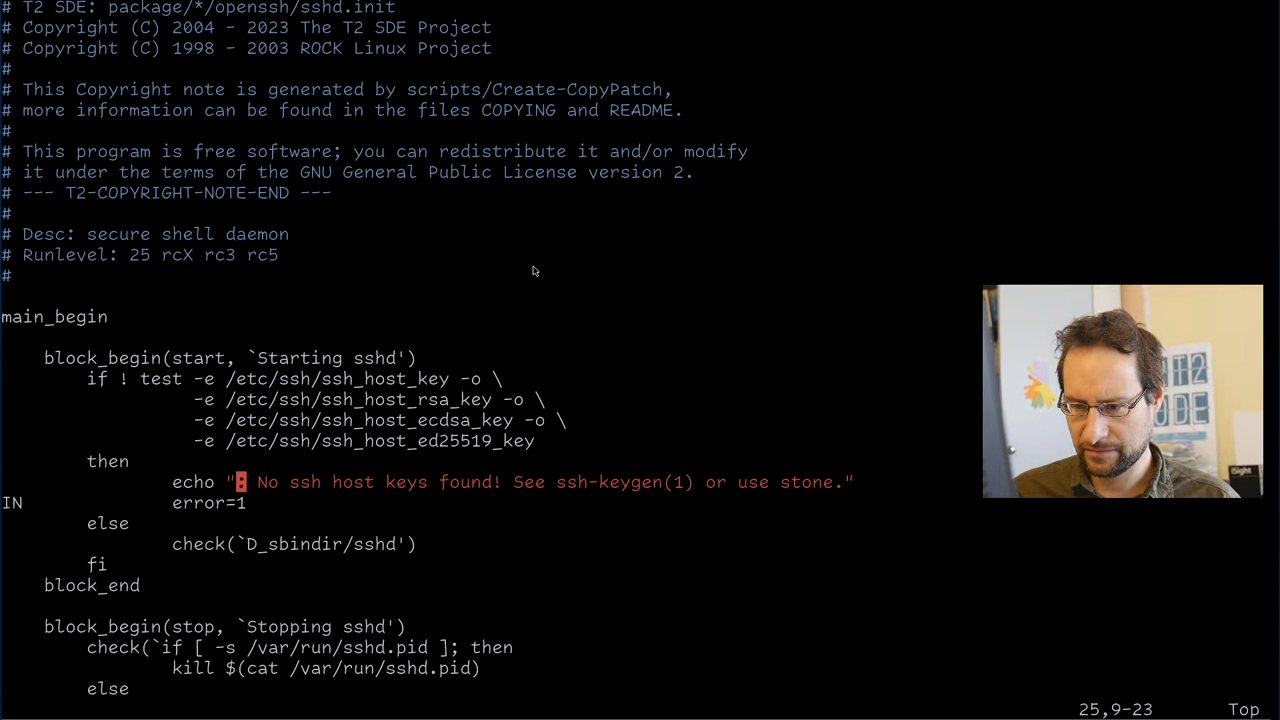 # T2 SDE: package/*/openssh/sshd.init
# Copyright (C) 2004 - 2023 The T2 SDE Project
# Copyright (C) 1998 - 2003 ROCK Linux Project
#
# This Copyright note is generated by scripts/Create-CopyPatch,
# more information can be found in the files COPYING and README.
#
# This program is free software; you can redistribute it and/or modify
# it under the terms of the GNU General Public License version 2.
# --- T2-COPYRIGHT-NOTE-END ---
#
# Desc: secure shell daemon
# Runlevel: 25 rcX rc3 rc5
#
main_begin
block_begin(start, `Starting sshd')
if ! test -e /etc/ssh/ssh_host_key -o \
-e /etc/ssh/ssh_host_rsa_key -o \
-e /etc/ssh/ssh_host_ecdsa_key -o \
-e /etc/ssh/ssh_host_ed25519_key
then
echo ": No ssh host keys found! See ssh-keygen(1) or use stone."
IN error=1
else
check(`D_sbindir/sshd')
fi
block_end
block_begin(stop, `Stopping sshd')
check(`if [ -s /var/run/sshd.pid ]; then
kill $(cat /var/run/sshd.pid)
else
25,9-23 Top
T2
iSight